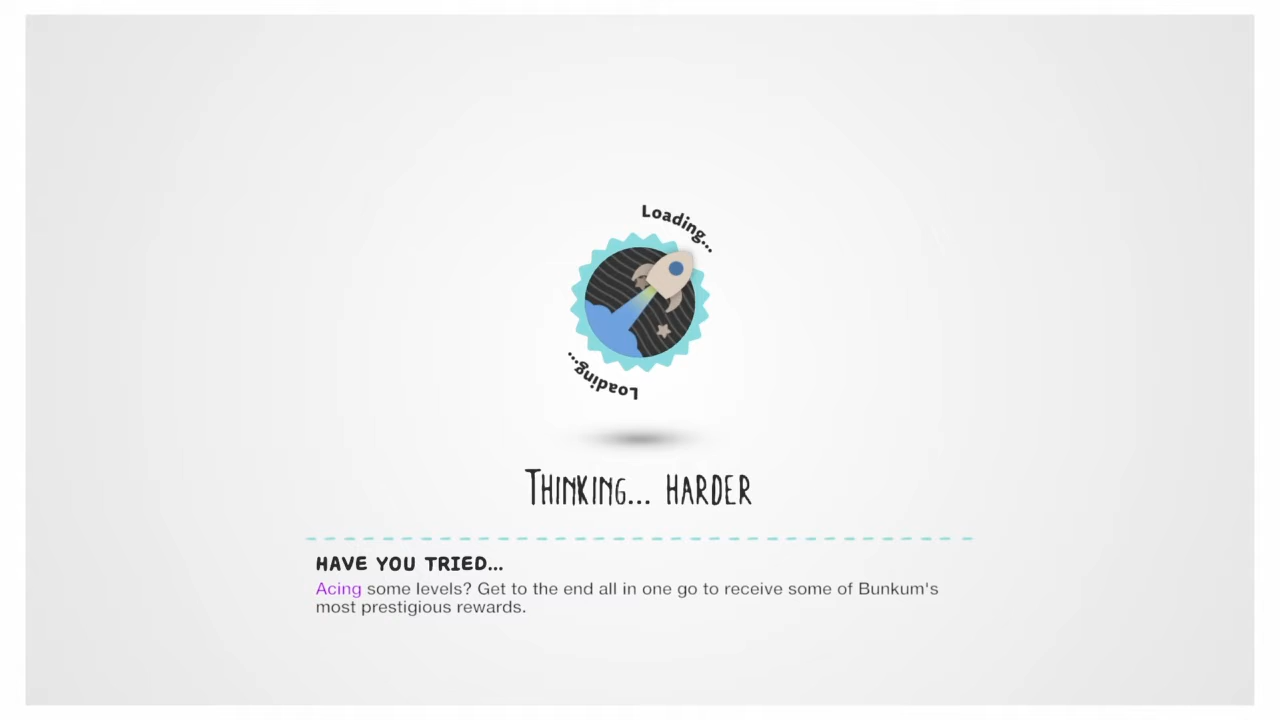 Loading...
Loading...
THINKING... HARDER
HAVE YOU TRIED...
Acing some levels? Get to the end all in one go to receive some of Bunkum's
most prestigious rewards.